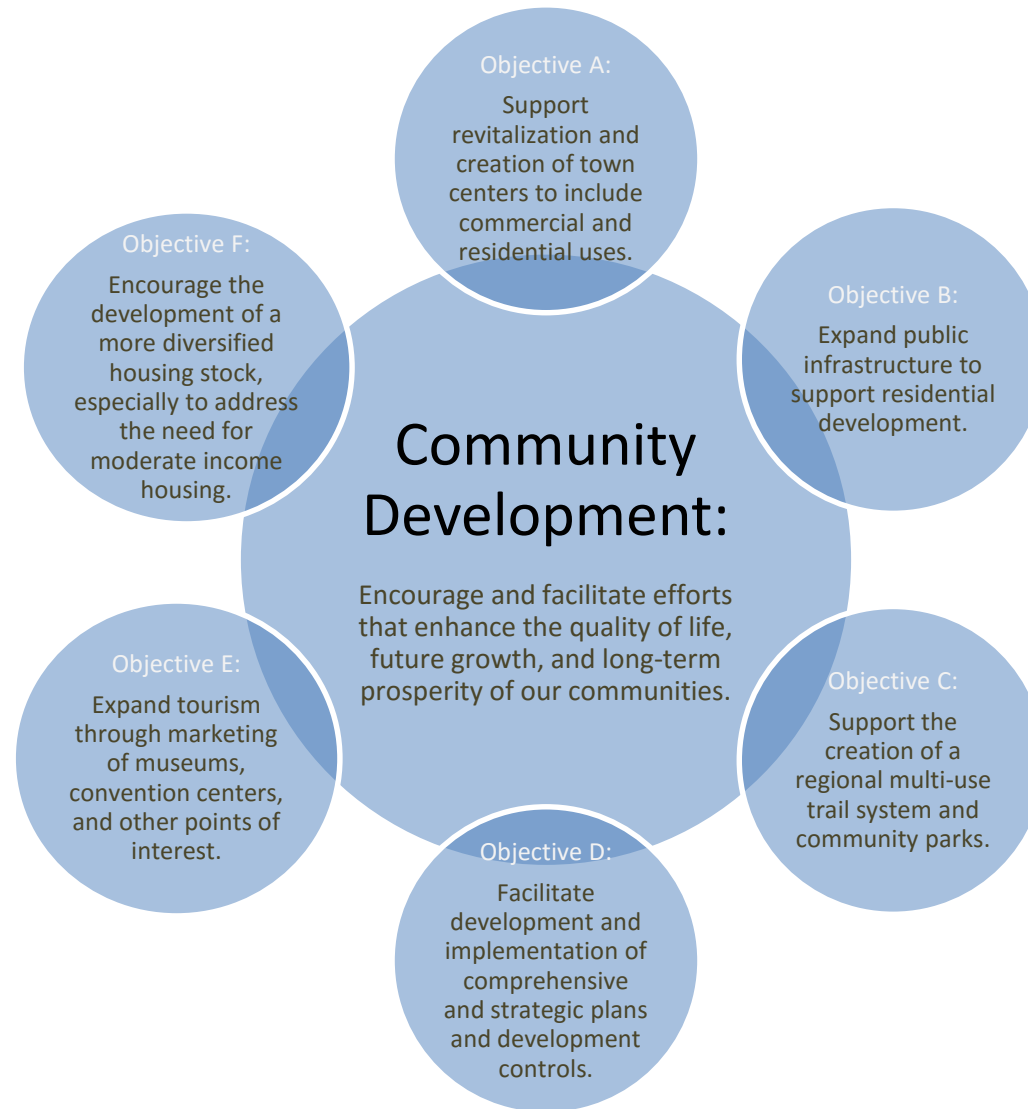 Objective A:
Support
revitalization and
creation of town
centers to include
commercial and
residential uses.
Objective B:
Expand public
infrastructure to
support residential
development.
Objective C:
Support the
creation of a
regional multi-use
trail system and
community parks.
Objective D:
Facilitate
development and
implementation of
comprehensive
and strategic plans
and development
controls.
Objective E:
Expand tourism
through marketing
of museums,
convention centers,
and other points of
interest.
Objective F:
Encourage the
development of a
more diversified
housing stock,
especially to address
the need for
moderate income
housing.
Community
Development:
Encourage and facilitate efforts
that enhance the quality of life,
future growth, and long-term
prosperity of our communities.